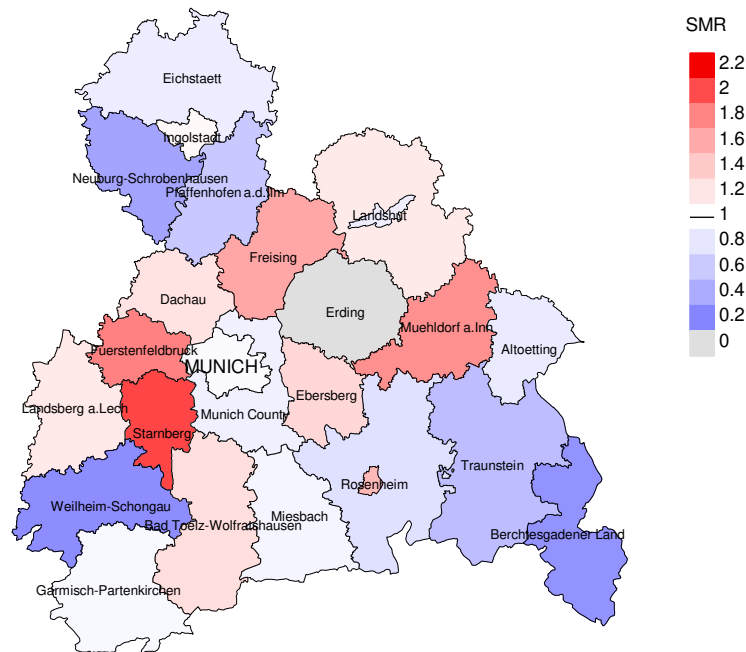 SMR
2.2
2
1.8
1.6
1.4
1.2
1
0.8
0.6
0.4
0.2
0
Eichstaett
Ingolstadt
Neuburg-Schrobenhausen
Pfaffenhofen a.d.Ilm
Landshut
Freising
Dachau
Erding
Muehldorf a.Inn
Fuerstenfeldbruck
Altoetting
MUNICH
Ebersberg
Landsberg a.Lech
Munich County
Starnberg
Traunstein
Rosenheim
Weilheim-Schongau
Miesbach
Bad Toelz-Wolfratshausen
Berchtesgadener Land
Garmisch-Partenkirchen